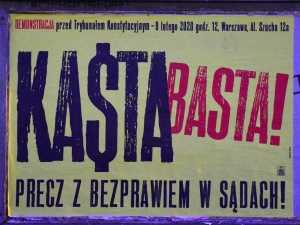 DEMONSTRACJA przed Trybunałem Konstytucyjnym - 8 lutego 2020 godz. 12, Warszawa, Al. Szucha 12a
KA$TA
BASTA!
PRECZ Z BEZPRAWIEM W SĄDACH!